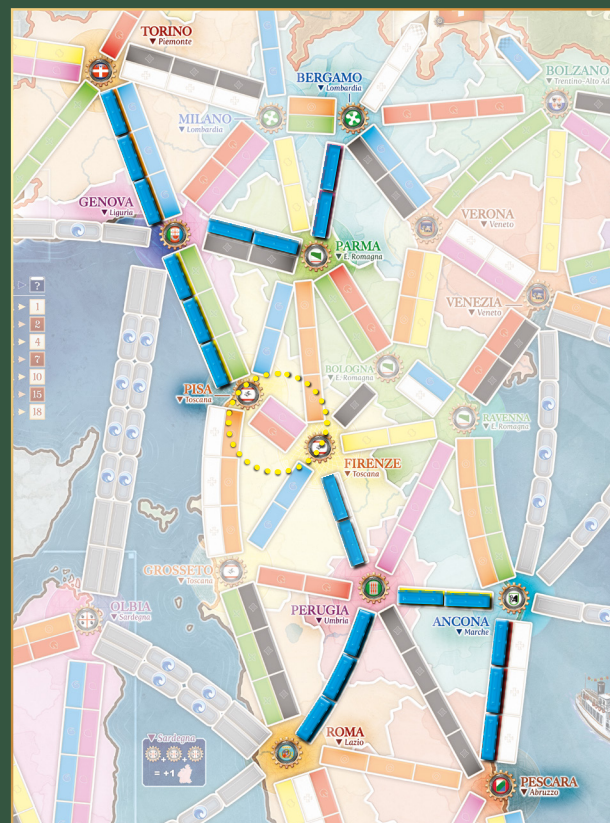 TORINO
▼ Piemonte
BERGAMO
▼ Lombardia
BOLZANO
▼ Trentino-Alto Ad
MILANO
▼ Lombardia
GENOVA
▼ Liguria
VERONA
▼ Veneto
PARMA
▼ E. Romagna
VENEZIA
▼ Veneto
?
1
2
4
7
10
15
18
BOLOGNA
▼ E. Romagna
PISA
▼ Toscana
RAVENNA
▼ E. Romagna
FIRENZE
▼ Toscana
GROSSETO
▼ Toscana
OLBIA
▼ Sardegna
PERUGIA
▼ Umbria
ANCONA
▼ Marche
ROMA
▼ Lazio
▼ Sardegna
+ +
= +1
PESCARA
▼ Abruzzo